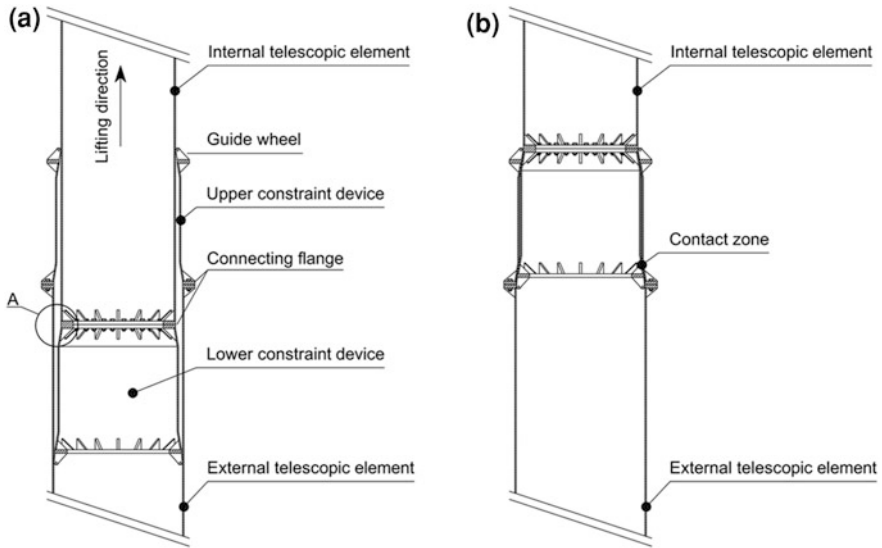 (a)
Internal telescopic element
Lifting direction
Guide wheel
Upper constraint device
Connecting flange
A
Lower constraint device
External telescopic element
(b)
Internal telescopic element
Contact zone
External telescopic element